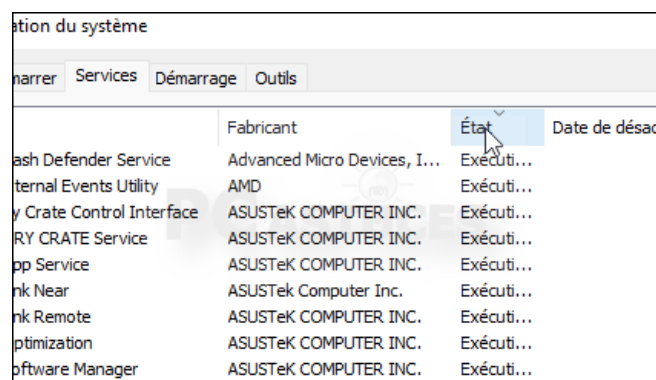 ation du système
marrer Services Démarrage Outils
Fabricant État Date de désac
ash Defender Service Advanced Micro Devices, I... Exécuti...
ternal Events Utility AMD Exécuti...
y Crate Control Interface ASUSTeK COMPUTER INC. Exécuti...
RY CRATE Service ASUSTeK COMPUTER INC. Exécuti...
pp Service ASUSTeK COMPUTER INC. Exécuti...
nk Near ASUSTeK Computer Inc. Exécuti...
nk Remote ASUSTeK COMPUTER INC. Exécuti...
ptimization ASUSTeK COMPUTER INC. Exécuti...
oftware Manager ASUSTeK COMPUTER INC. Exécuti...
PC ASTUCES